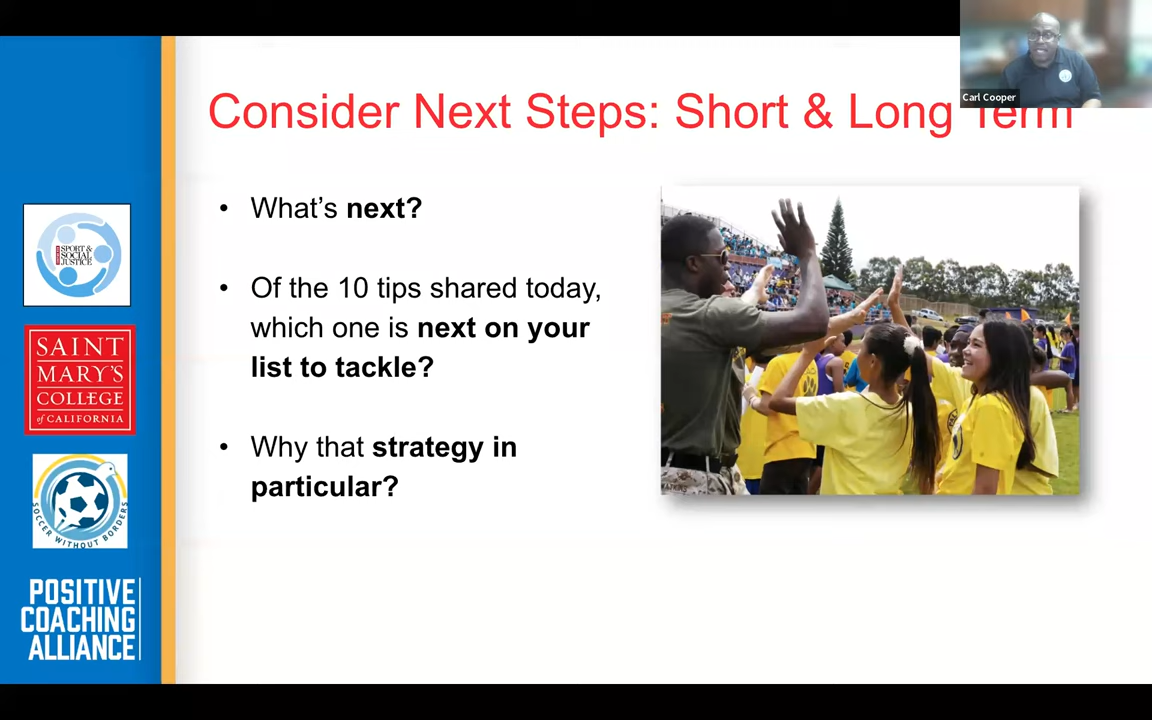 Carl Cooper
Consider Next Steps: Short & Long Term
• What’s next?
• Of the 10 tips shared today,
which one is next on your
list to tackle?
• Why that strategy in
particular?
SPORT &
SOCIAL
JUSTICE
SAINT
MARY'S
COLLEGE
of CALIFORNIA
SOCCER WITHOUT BORDERS
POSITIVE
COACHING
ALLIANCE